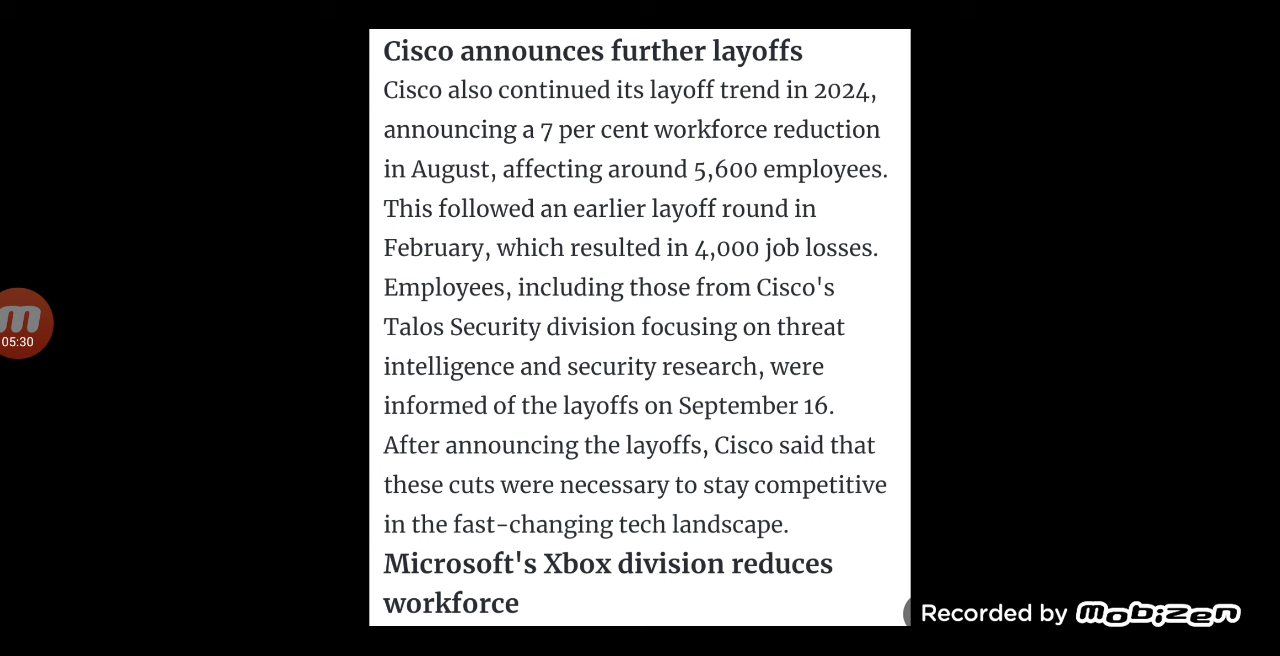 Cisco announces further layoffs
Cisco also continued its layoff trend in 2024,
announcing a 7 per cent workforce reduction
in August, affecting around 5,600 employees.
This followed an earlier layoff round in
February, which resulted in 4,000 job losses.
Employees, including those from Cisco's
Talos Security division focusing on threat
intelligence and security research, were
informed of the layoffs on September 16.
After announcing the layoffs, Cisco said that
these cuts were necessary to stay competitive
in the fast-changing tech landscape.
Microsoft's Xbox division reduces
workforce
05:30
Recorded by Mobizen